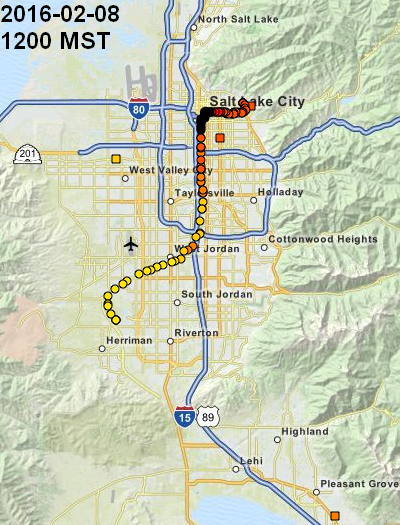 2016-02-08
1200 MST
North Salt Lake
80
Salt Lake City
201
West Valley City
Taylorsville
Holladay
West Jordan
Cottonwood Heights
South Jordan
Riverton
Herriman
15
89
Highland
Lehi
Pleasant Grove